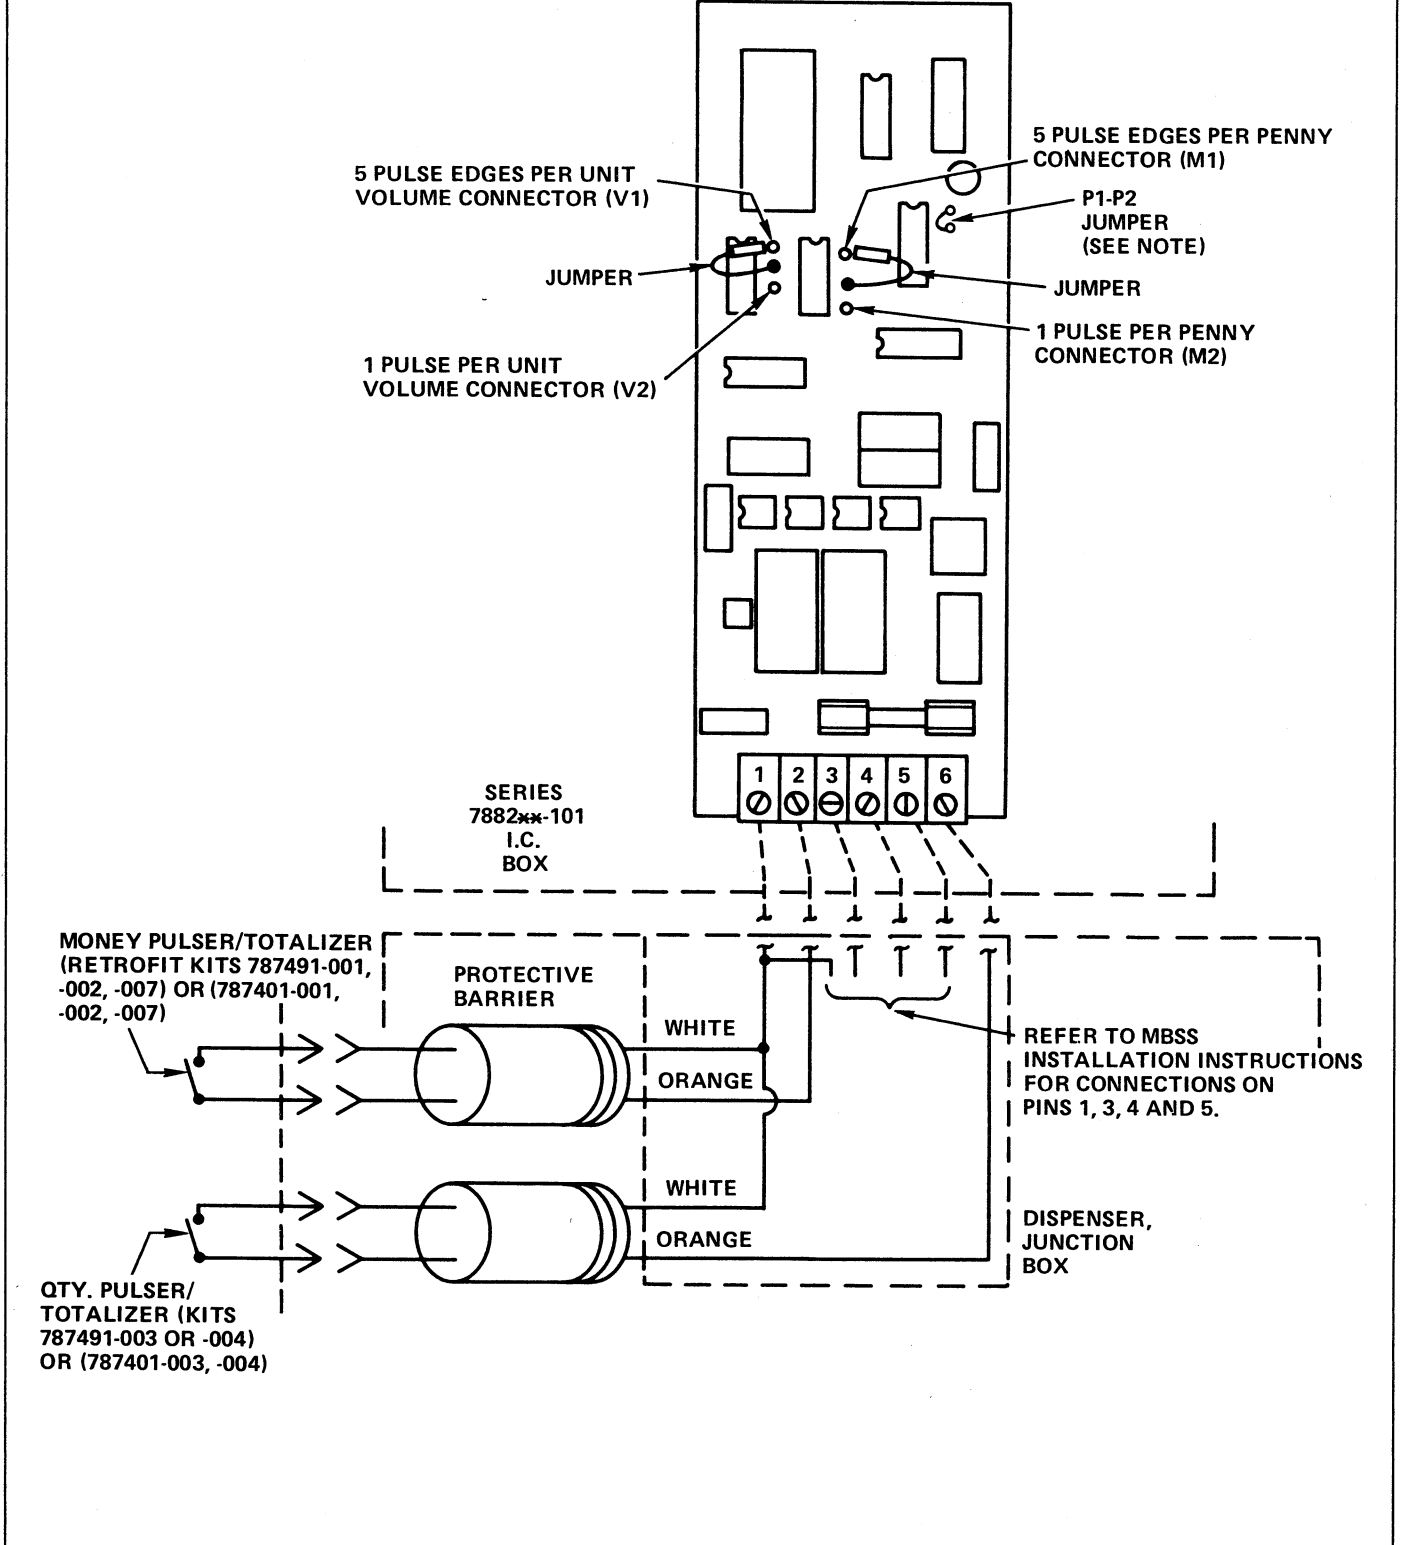 5 PULSE EDGES PER PENNY
CONNECTOR (M1)
5 PULSE EDGES PER UNIT
VOLUME CONNECTOR (V1)
P1-P2
JUMPER
(SEE NOTE)
JUMPER
JUMPER
1 PULSE PER PENNY
CONNECTOR (M2)
1 PULSE PER UNIT
VOLUME CONNECTOR (V2)
1 2 3 4 5 6
SERIES
7882xx-101
I.C.
BOX
MONEY PULSER/TOTALIZER
(RETROFIT KITS 787491-001,
-002, -007) OR (787401-001,
-002, -007)
PROTECTIVE
BARRIER
WHITE
ORANGE
REFER TO MBSS
INSTALLATION INSTRUCTIONS
FOR CONNECTIONS ON
PINS 1, 3, 4 AND 5.
WHITE
ORANGE
DISPENSER,
JUNCTION
BOX
QTY. PULSER/
TOTALIZER (KITS
787491-003 OR -004)
OR (787401-003, -004)